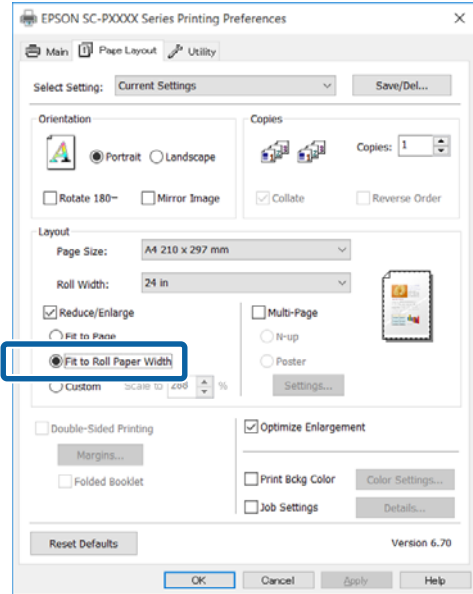 EPSON SC-PXXXX Series Printing Preferences
Main Page Layout Utility
Select Setting: Current Settings Save/Del...
Orientation
Portrait Landscape
Rotate 180° Mirror Image
Copies
Copies: 1
Collate Reverse Order
Layout
Page Size: A4 210 x 297 mm
Roll Width: 24 in
Reduce/Enlarge
Fit to Page
Fit to Roll Paper Width
Custom Scale to %
Multi-Page
N-up
Poster
Settings...
Double-Sided Printing
Margins...
Folded Booklet
Optimize Enlargement
Print Bckg Color Color Settings...
Job Settings Details...
Reset Defaults Version 6.70
OK Cancel Apply Help